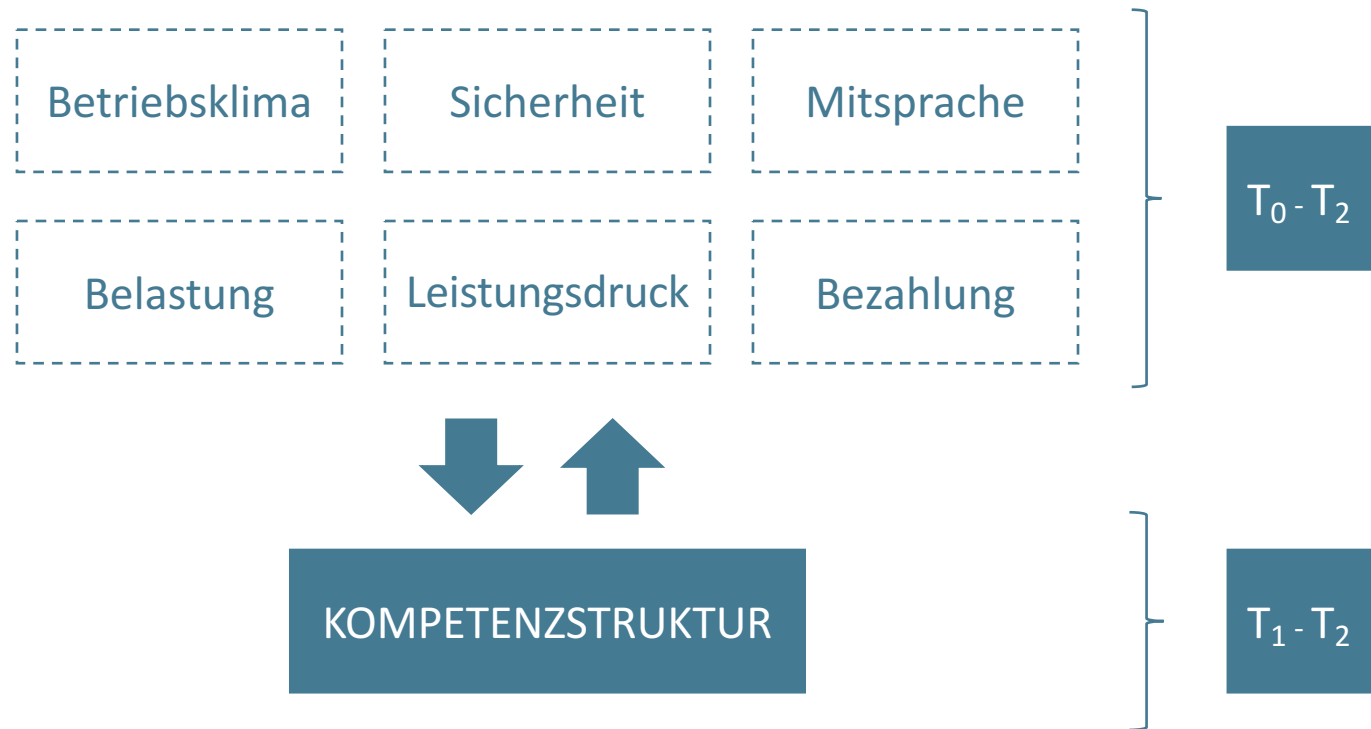 Betriebsklima
Sicherheit
Mitsprache
T₀ - T₂
Belastung
Leistungsdruck
Bezahlung
KOMPETENZSTRUKTUR
T₁ - T₂